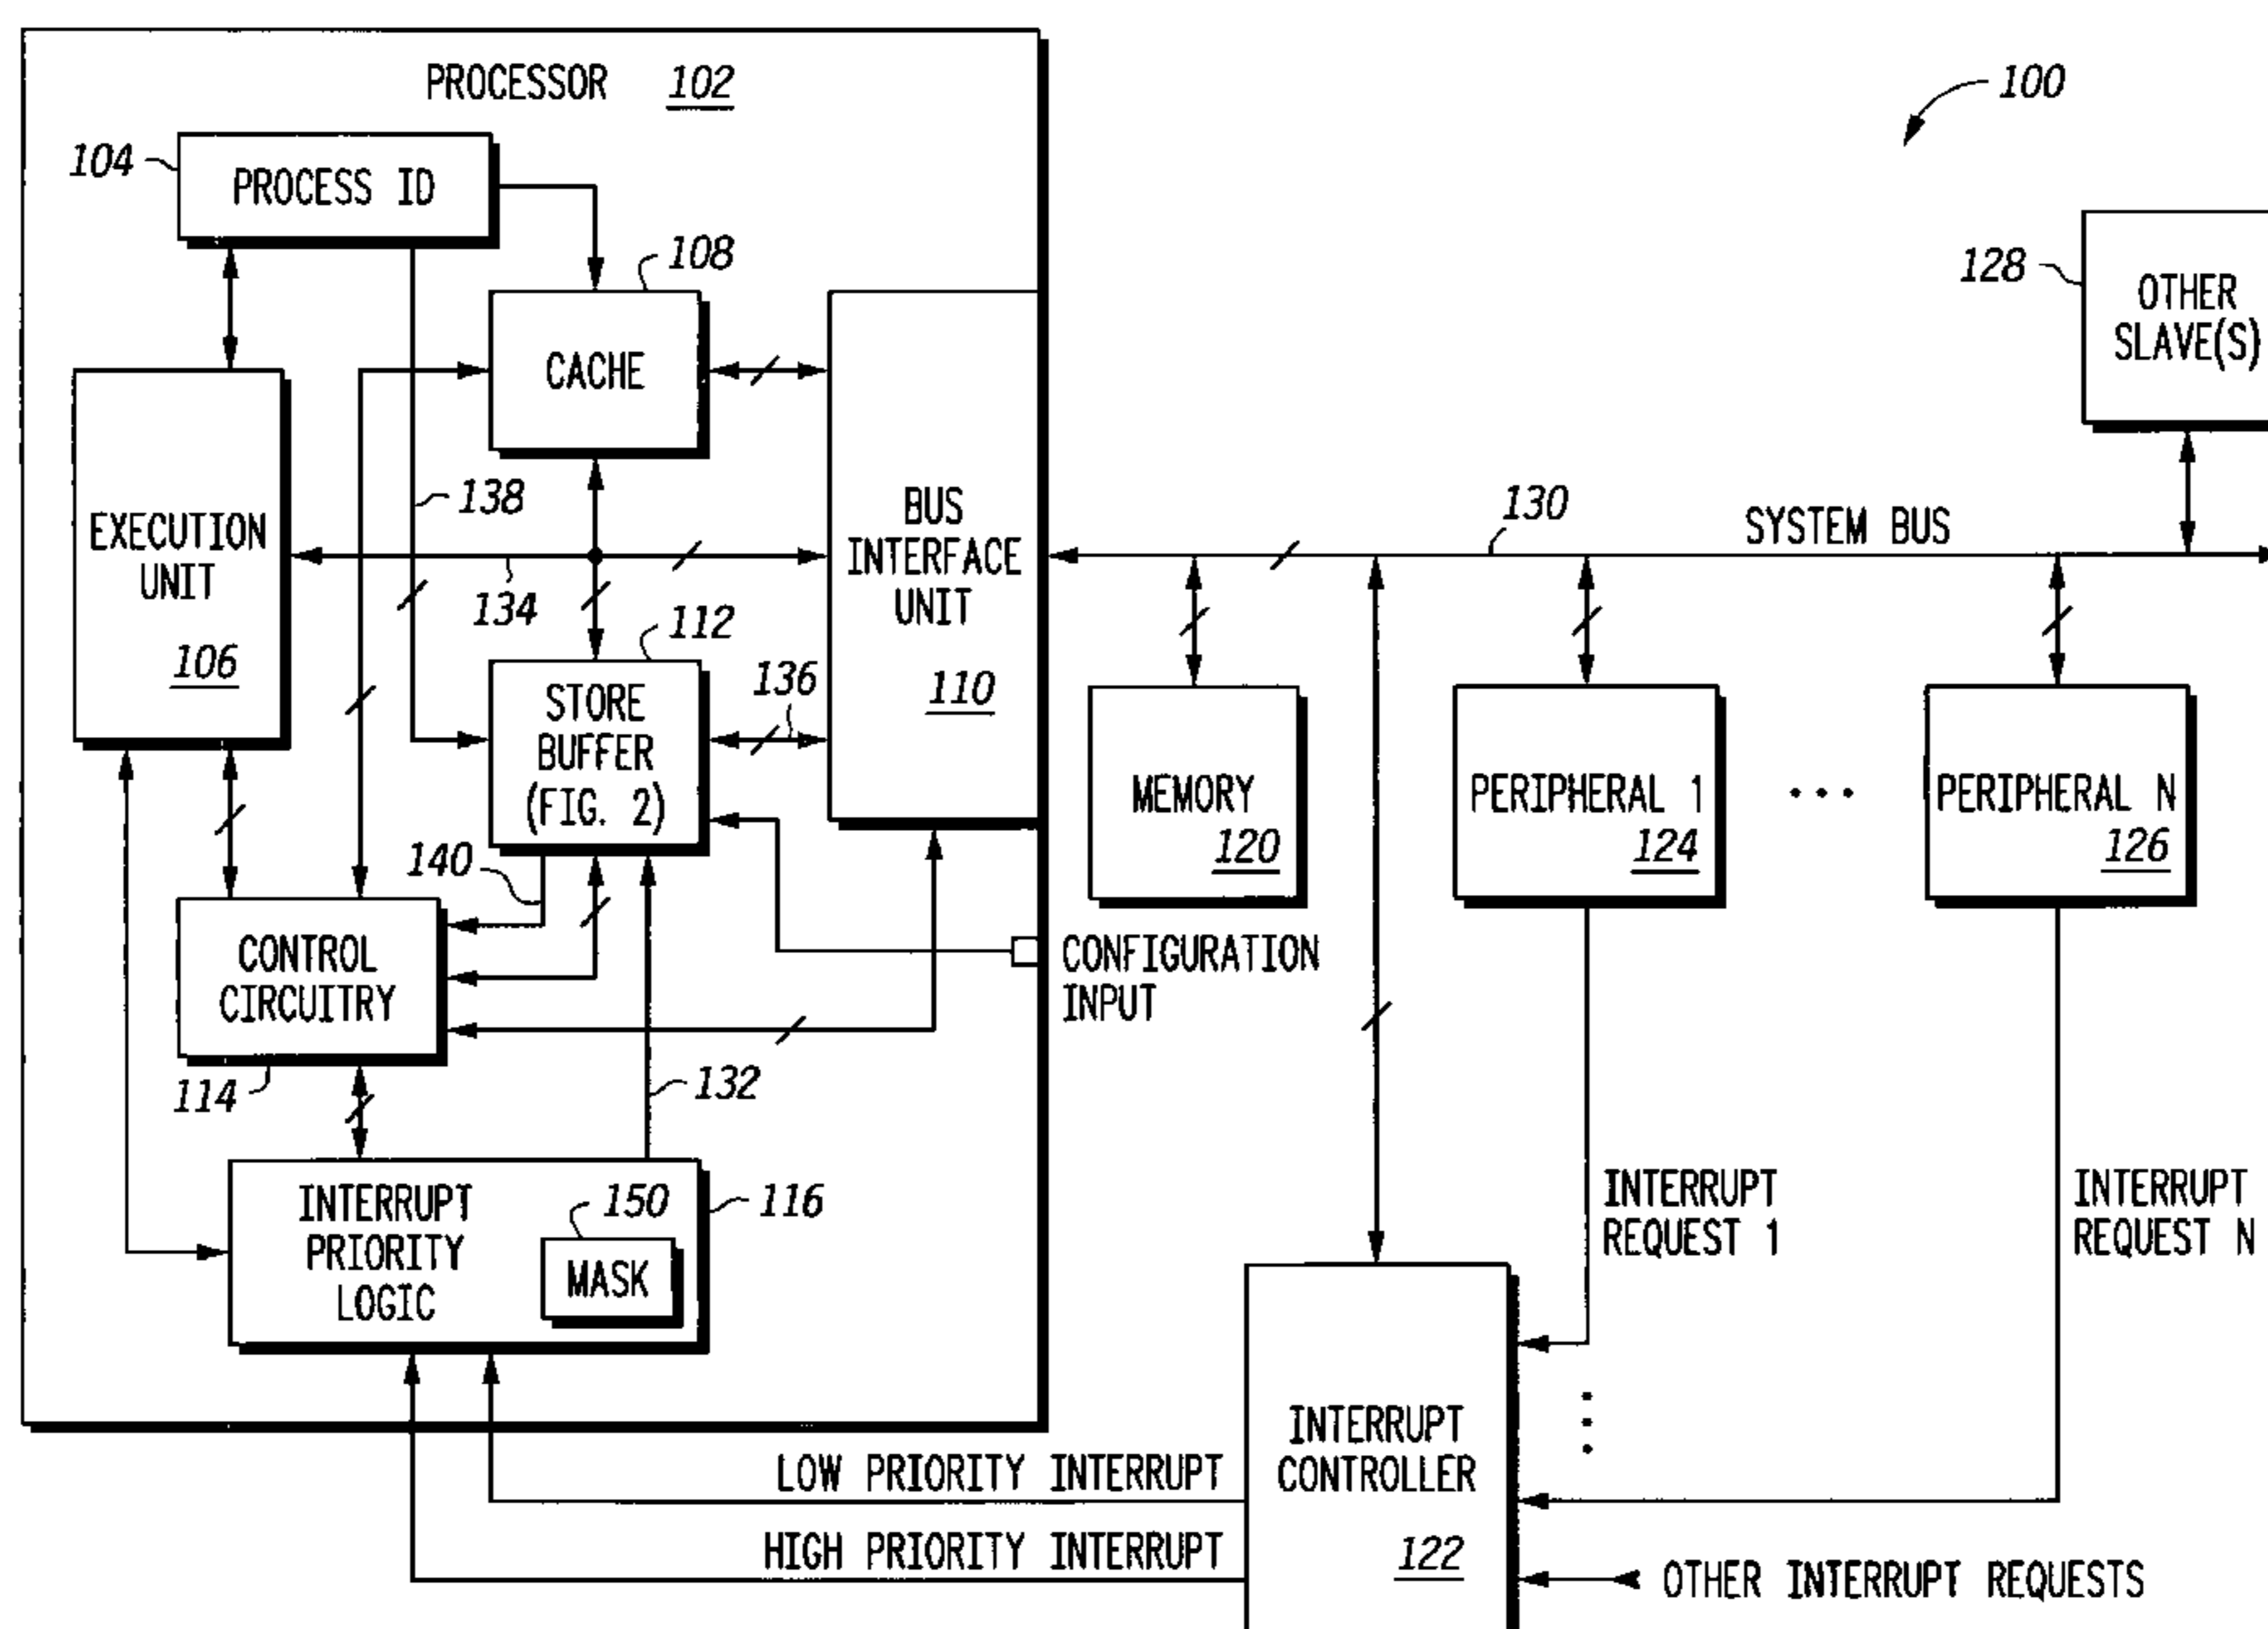 PROCESSOR 102
100
104
PROCESS ID
108
CACHE
128
OTHER
SLAVE(S)
138
EXECUTION
UNIT
106
134
BUS
INTERFACE
UNIT
110
130
SYSTEM BUS
112
STORE
BUFFER
(FIG. 2)
136
MEMORY
120
PERIPHERAL 1
124
...
PERIPHERAL N
126
140
CONTROL
CIRCUITRY
114
CONFIGURATION
INPUT
132
INTERRUPT
PRIORITY
LOGIC
150
MASK
116
INTERRUPT
REQUEST 1
INTERRUPT
REQUEST N
LOW PRIORITY INTERRUPT
HIGH PRIORITY INTERRUPT
INTERRUPT
CONTROLLER
122
OTHER INTERRUPT REQUESTS